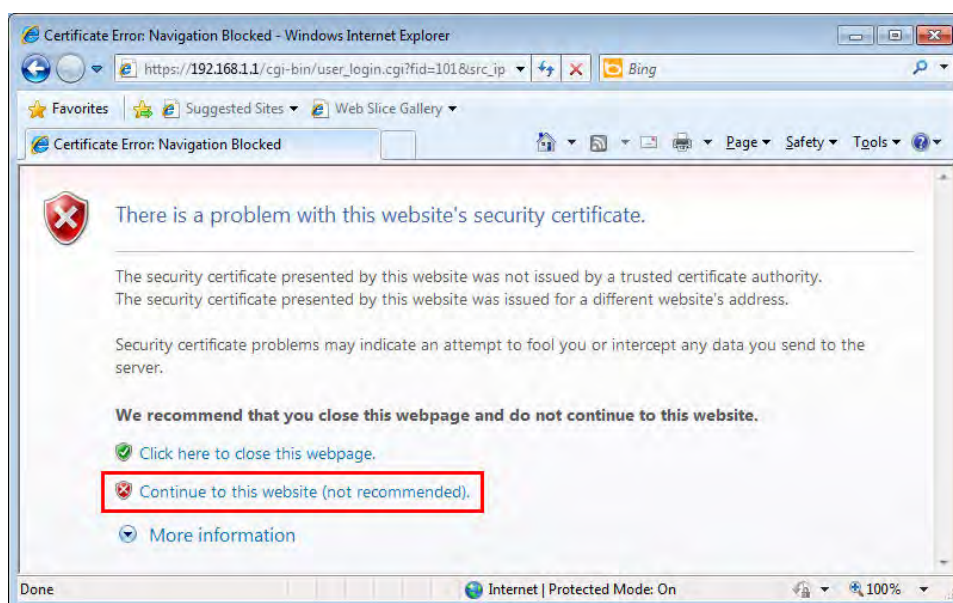 Certificate Error: Navigation Blocked - Windows Internet Explorer
https://192.168.1.1/cgi-bin/user_login.cgi?fid=101&src_ip
Bing
Favorites
Suggested Sites
Web Slice Gallery
Certificate Error: Navigation Blocked
Page
Safety
Tools
There is a problem with this website's security certificate.
The security certificate presented by this website was not issued by a trusted certificate authority.
The security certificate presented by this website was issued for a different website's address.
Security certificate problems may indicate an attempt to fool you or intercept any data you send to the
server.
We recommend that you close this webpage and do not continue to this website.
Click here to close this webpage.
Continue to this website (not recommended).
More information
Done
Internet | Protected Mode: On
100%